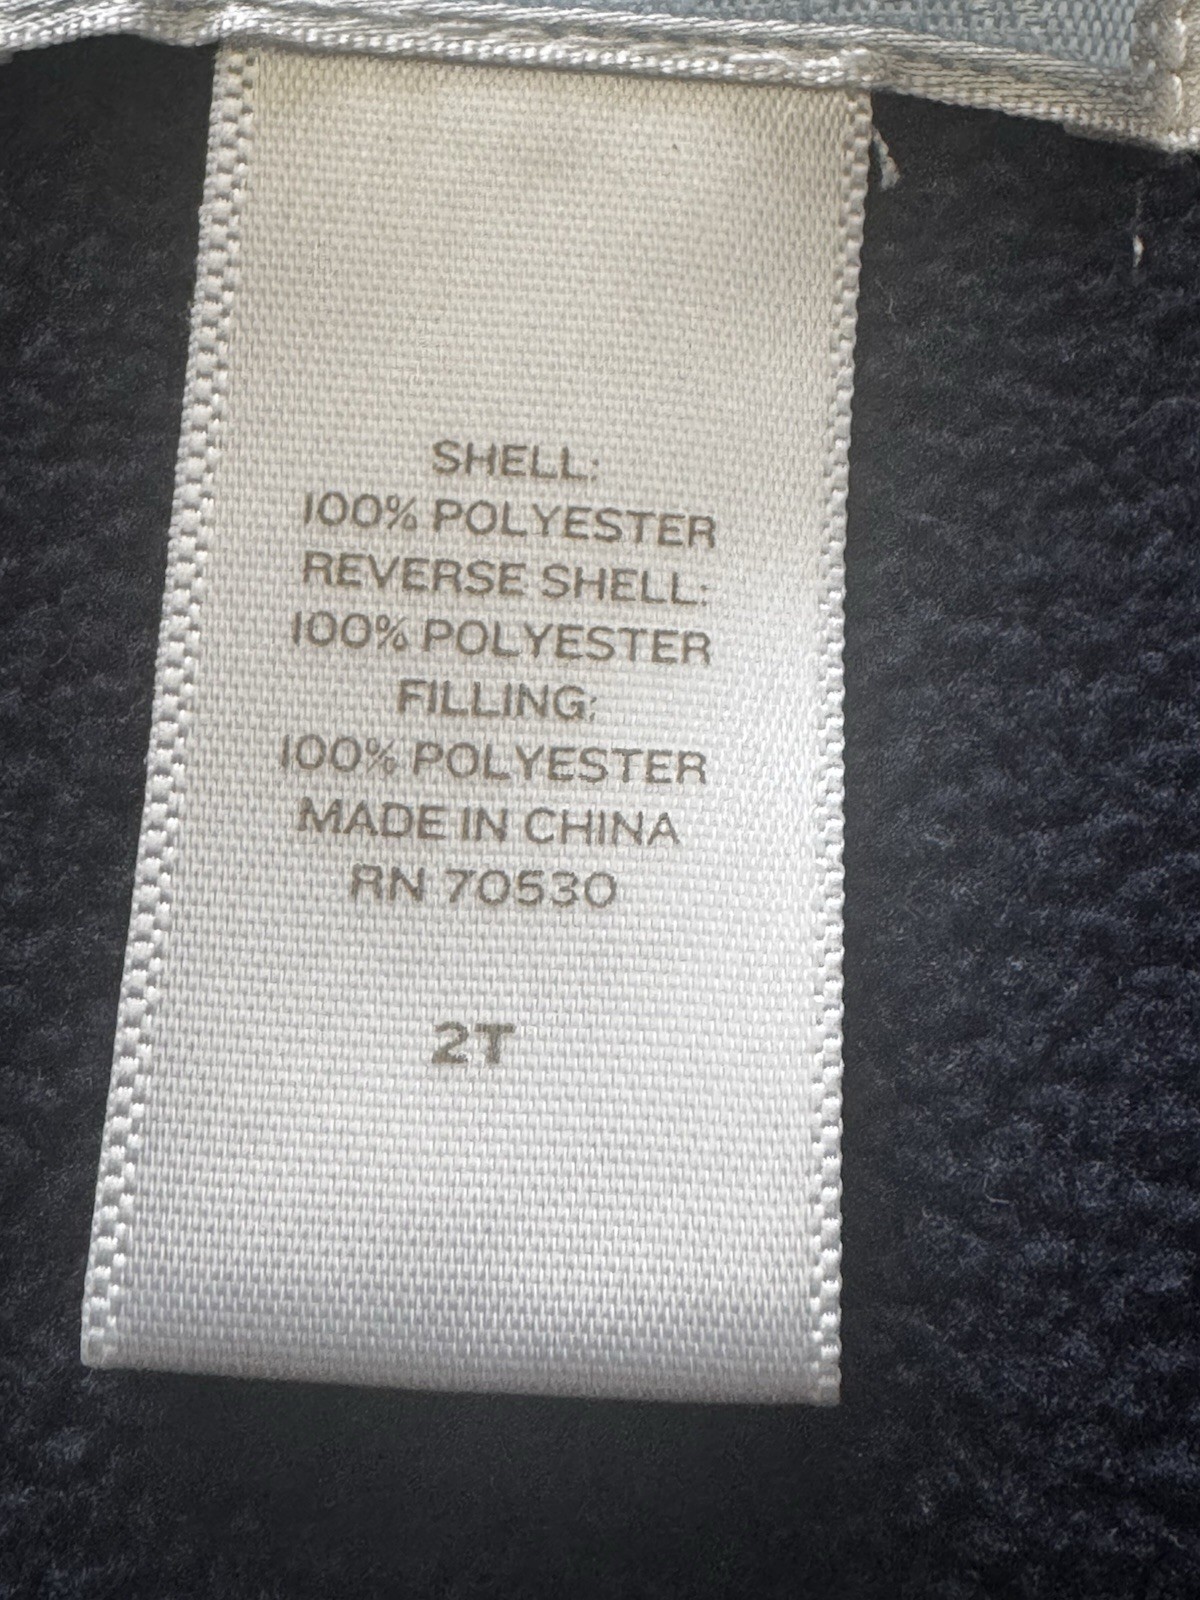 SHELL:
100% POLYESTER
REVERSE SHELL:
100% POLYESTER
FILLING:
100% POLYESTER
MADE IN CHINA
RN 70530
2T